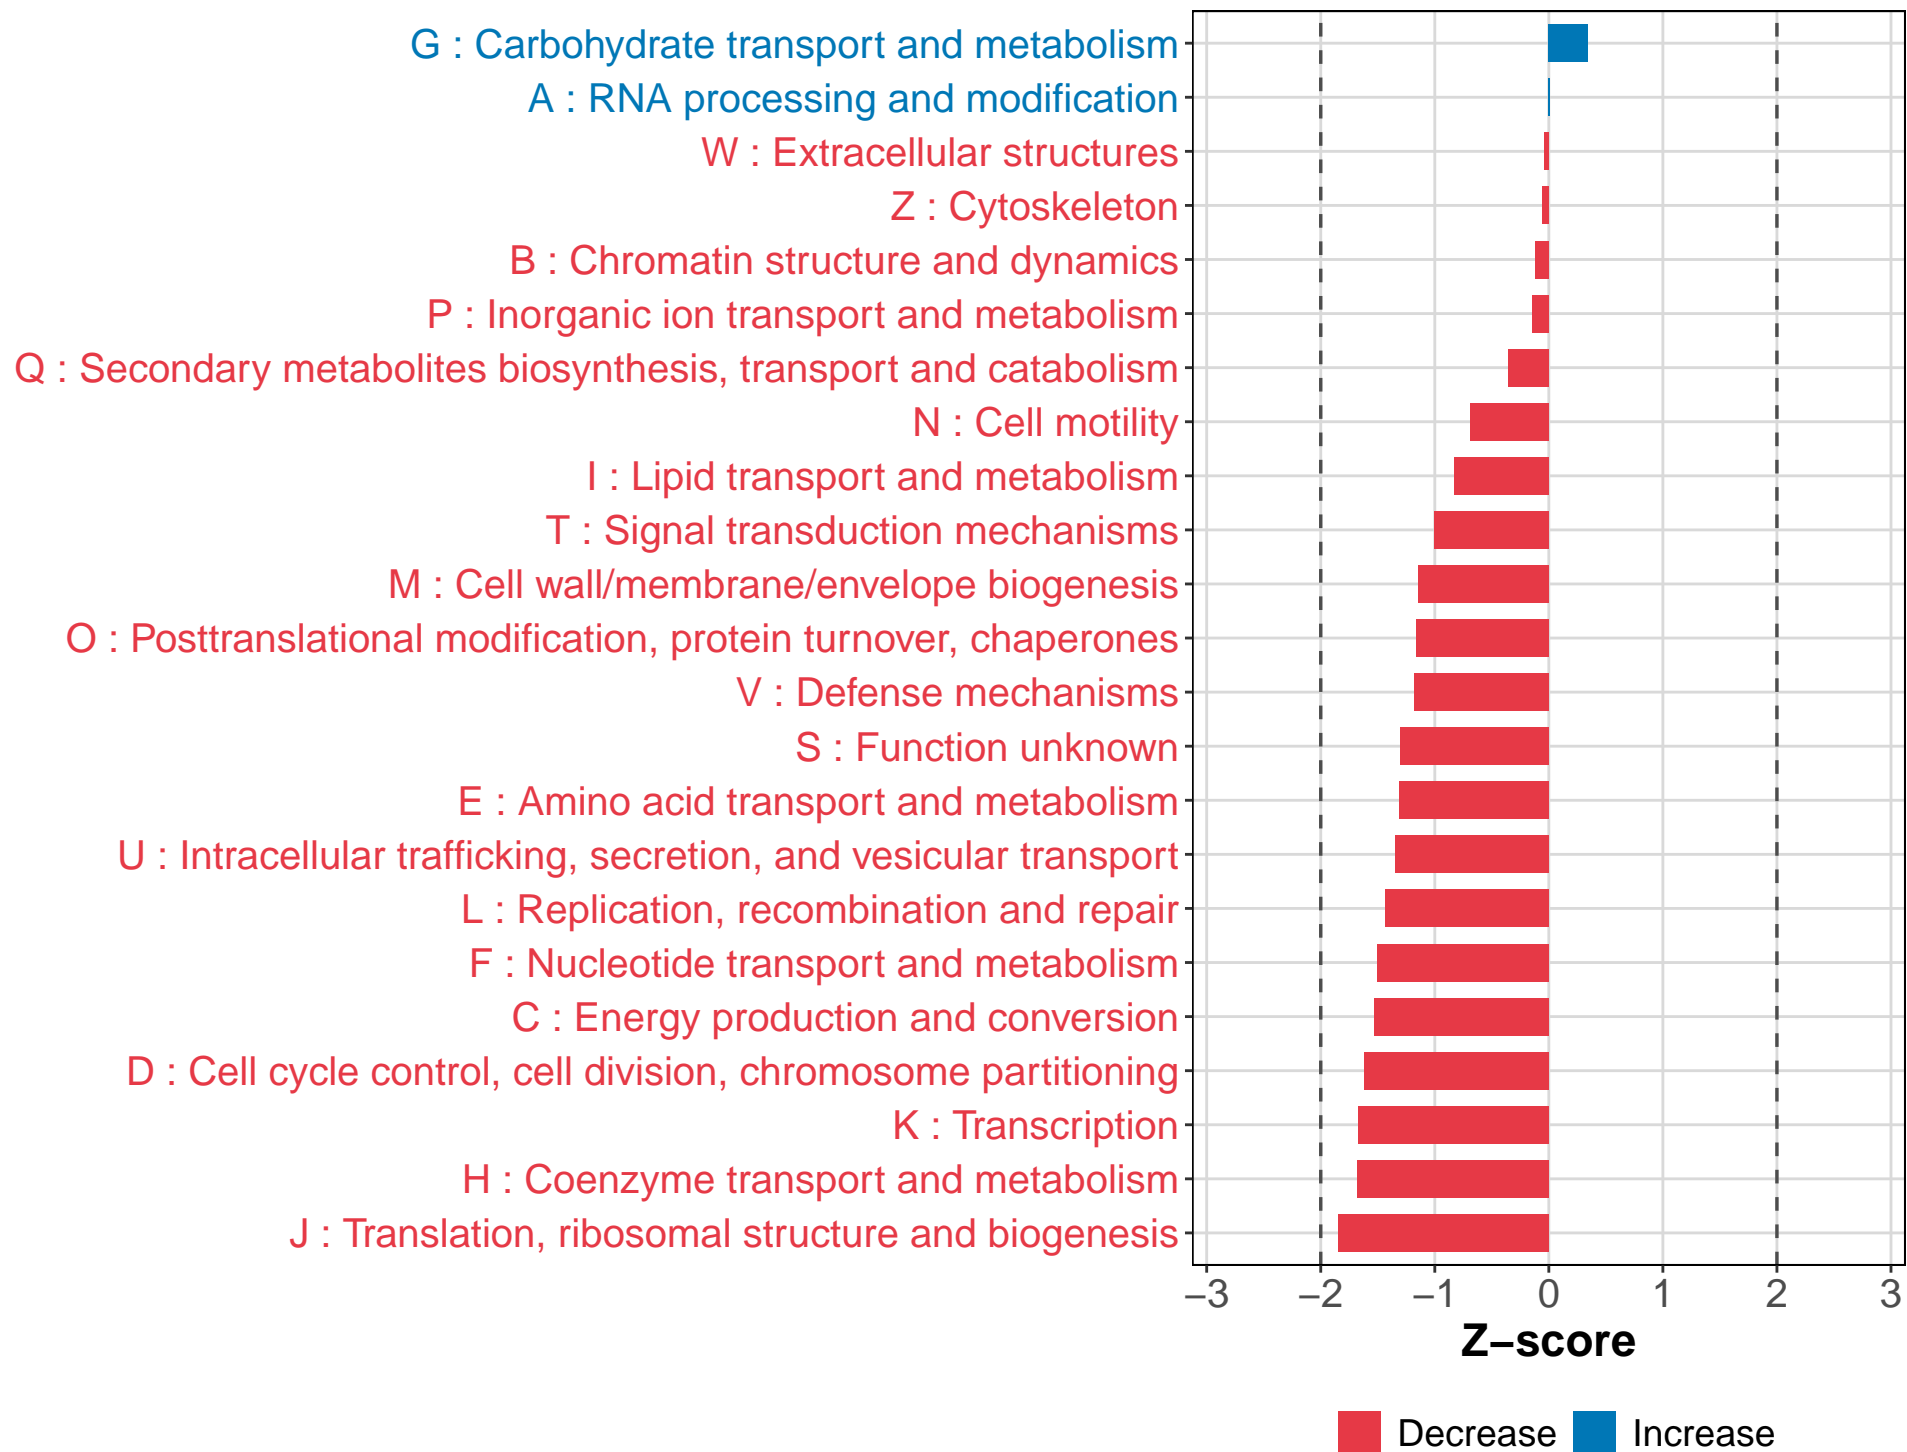 G : Carbohydrate transport and metabolism
A : RNA processing and modification
W : Extracellular structures
Z : Cytoskeleton
B : Chromatin structure and dynamics
P : Inorganic ion transport and metabolism
Q : Secondary metabolites biosynthesis, transport and catabolism
N : Cell motility
I : Lipid transport and metabolism
T : Signal transduction mechanisms
M : Cell wall/membrane/envelope biogenesis
O : Posttranslational modification, protein turnover, chaperones
V : Defense mechanisms
S : Function unknown
E : Amino acid transport and metabolism
U : Intracellular trafficking, secretion, and vesicular transport
L : Replication, recombination and repair
F : Nucleotide transport and metabolism
C : Energy production and conversion
D : Cell cycle control, cell division, chromosome partitioning
K : Transcription
H : Coenzyme transport and metabolism
J : Translation, ribosomal structure and biogenesis
−3 −2 −1 0 1 2 3
Z−score
Decrease Increase